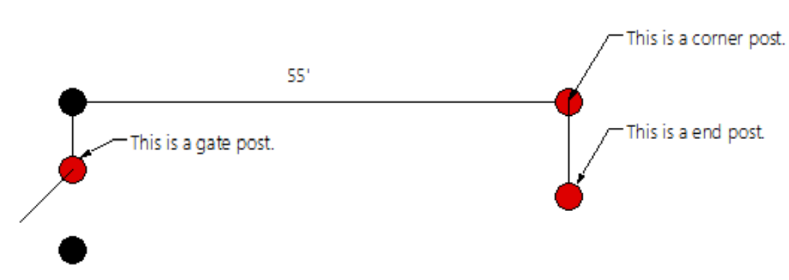 This is a corner post.
55'
This is a end post.
This is a gate post.